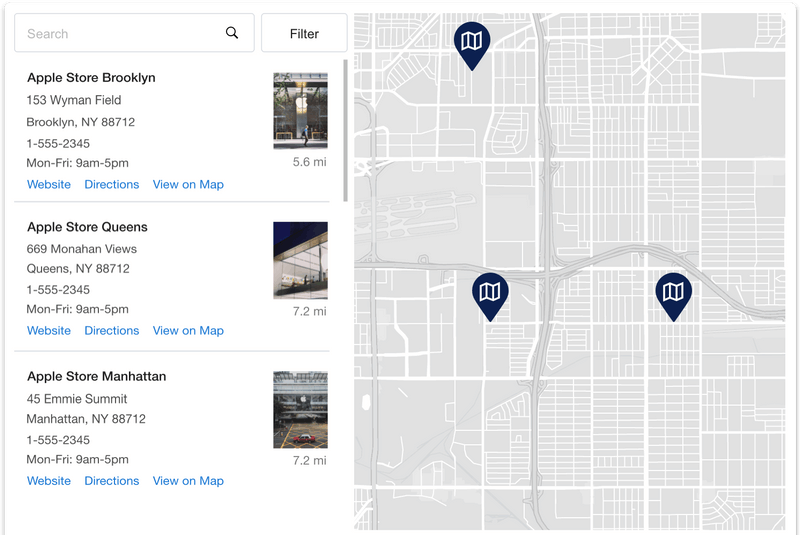 Search
Filter
Apple Store Brooklyn
153 Wyman Field
Brooklyn, NY 88712
1-555-2345
Mon-Fri: 9am-5pm
5.6 mi
Website Directions View on Map
Apple Store Queens
669 Monahan Views
Queens, NY 88712
1-555-2345
Mon-Fri: 9am-5pm
7.2 mi
Website Directions View on Map
Apple Store Manhattan
45 Emmie Summit
Manhattan, NY 88712
1-555-2345
Mon-Fri: 9am-5pm
7.2 mi
Website Directions View on Map